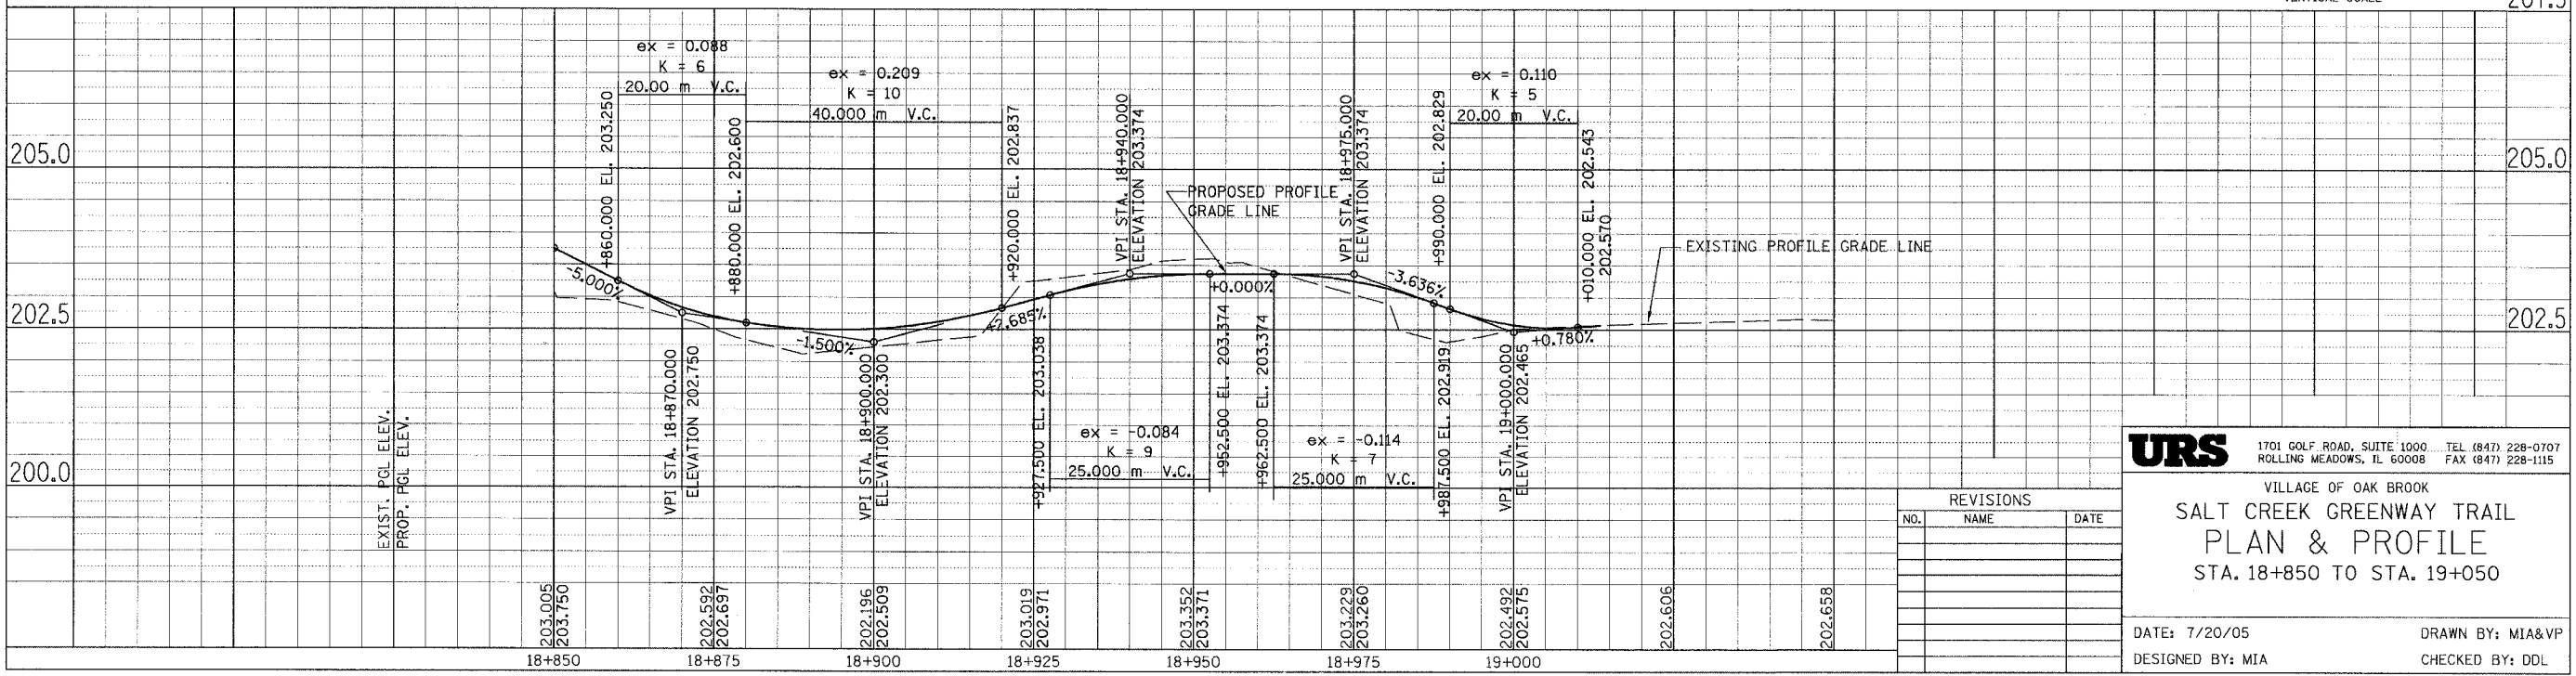 207.5
ex = 0.088
K = 6
20.00 m V.C.
ex = 0.209
K = 10
40.000 m V.C.
ex = 0.110
K = 5
20.00 m V.C.
+860.000 EL. 203.250
+880.000 EL. 202.600
+920.000 EL. 202.837
VPI STA. 18+940.000
ELEVATION 203.374
VPI STA. 18+975.000
ELEVATION 203.374
+990.000 EL. 202.829
+010.000 EL. 202.543
202.570
205.0
205.0
PROPOSED PROFILE
GRADE LINE
EXISTING PROFILE GRADE LINE
-5.000%
-1.500%
+2.685%
+0.000%
-3.636%
+0.780%
202.5
202.5
EXIST. PGL ELEV.
PROP. PGL ELEV.
VPI STA. 18+870.000
ELEVATION 202.750
VPI STA. 18+900.000
ELEVATION 202.300
+927.500 EL. 203.038
+952.500 EL. 203.374
+962.500 EL. 203.374
+987.500 EL. 202.919
VPI STA. 19+000.000
ELEVATION 202.465
ex = -0.084
K = 9
25.000 m V.C.
ex = -0.114
K = 7
25.000 m V.C.
200.0
203.005
203.750
202.592
202.697
202.196
202.509
203.019
202.971
203.352
203.371
203.229
203.260
202.492
202.575
202.606
202.658
18+850
18+875
18+900
18+925
18+950
18+975
19+000
REVISIONS
NO. NAME DATE
URS
1701 GOLF ROAD, SUITE 1000 TEL (847) 228-0707
ROLLING MEADOWS, IL 60008 FAX (847) 228-1115
VILLAGE OF OAK BROOK
SALT CREEK GREENWAY TRAIL
PLAN & PROFILE
STA. 18+850 TO STA. 19+050
DATE: 7/20/05 DRAWN BY: MIA&VP
DESIGNED BY: MIA CHECKED BY: DDL